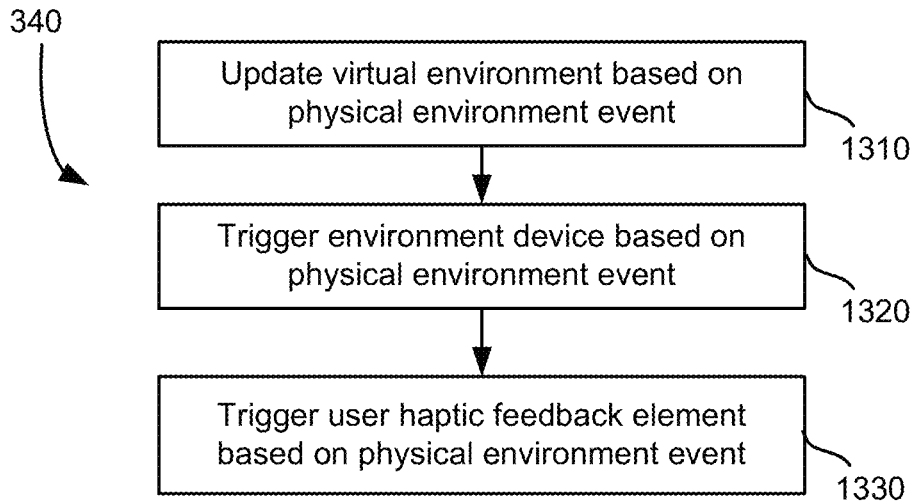 340
Update virtual environment based on
physical environment event
1310
Trigger environment device based on
physical environment event
1320
Trigger user haptic feedback element
based on physical environment event
1330